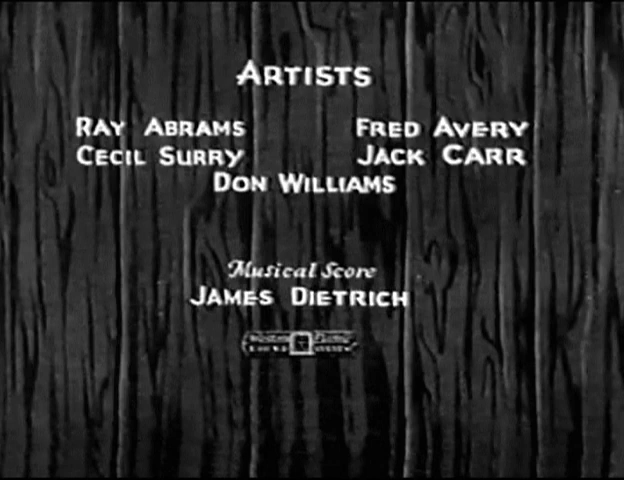 ARTISTS
RAY ABRAMS FRED AVERY
CECIL SURRY JACK CARR
DON WILLIAMS
Musical Score
JAMES DIETRICH